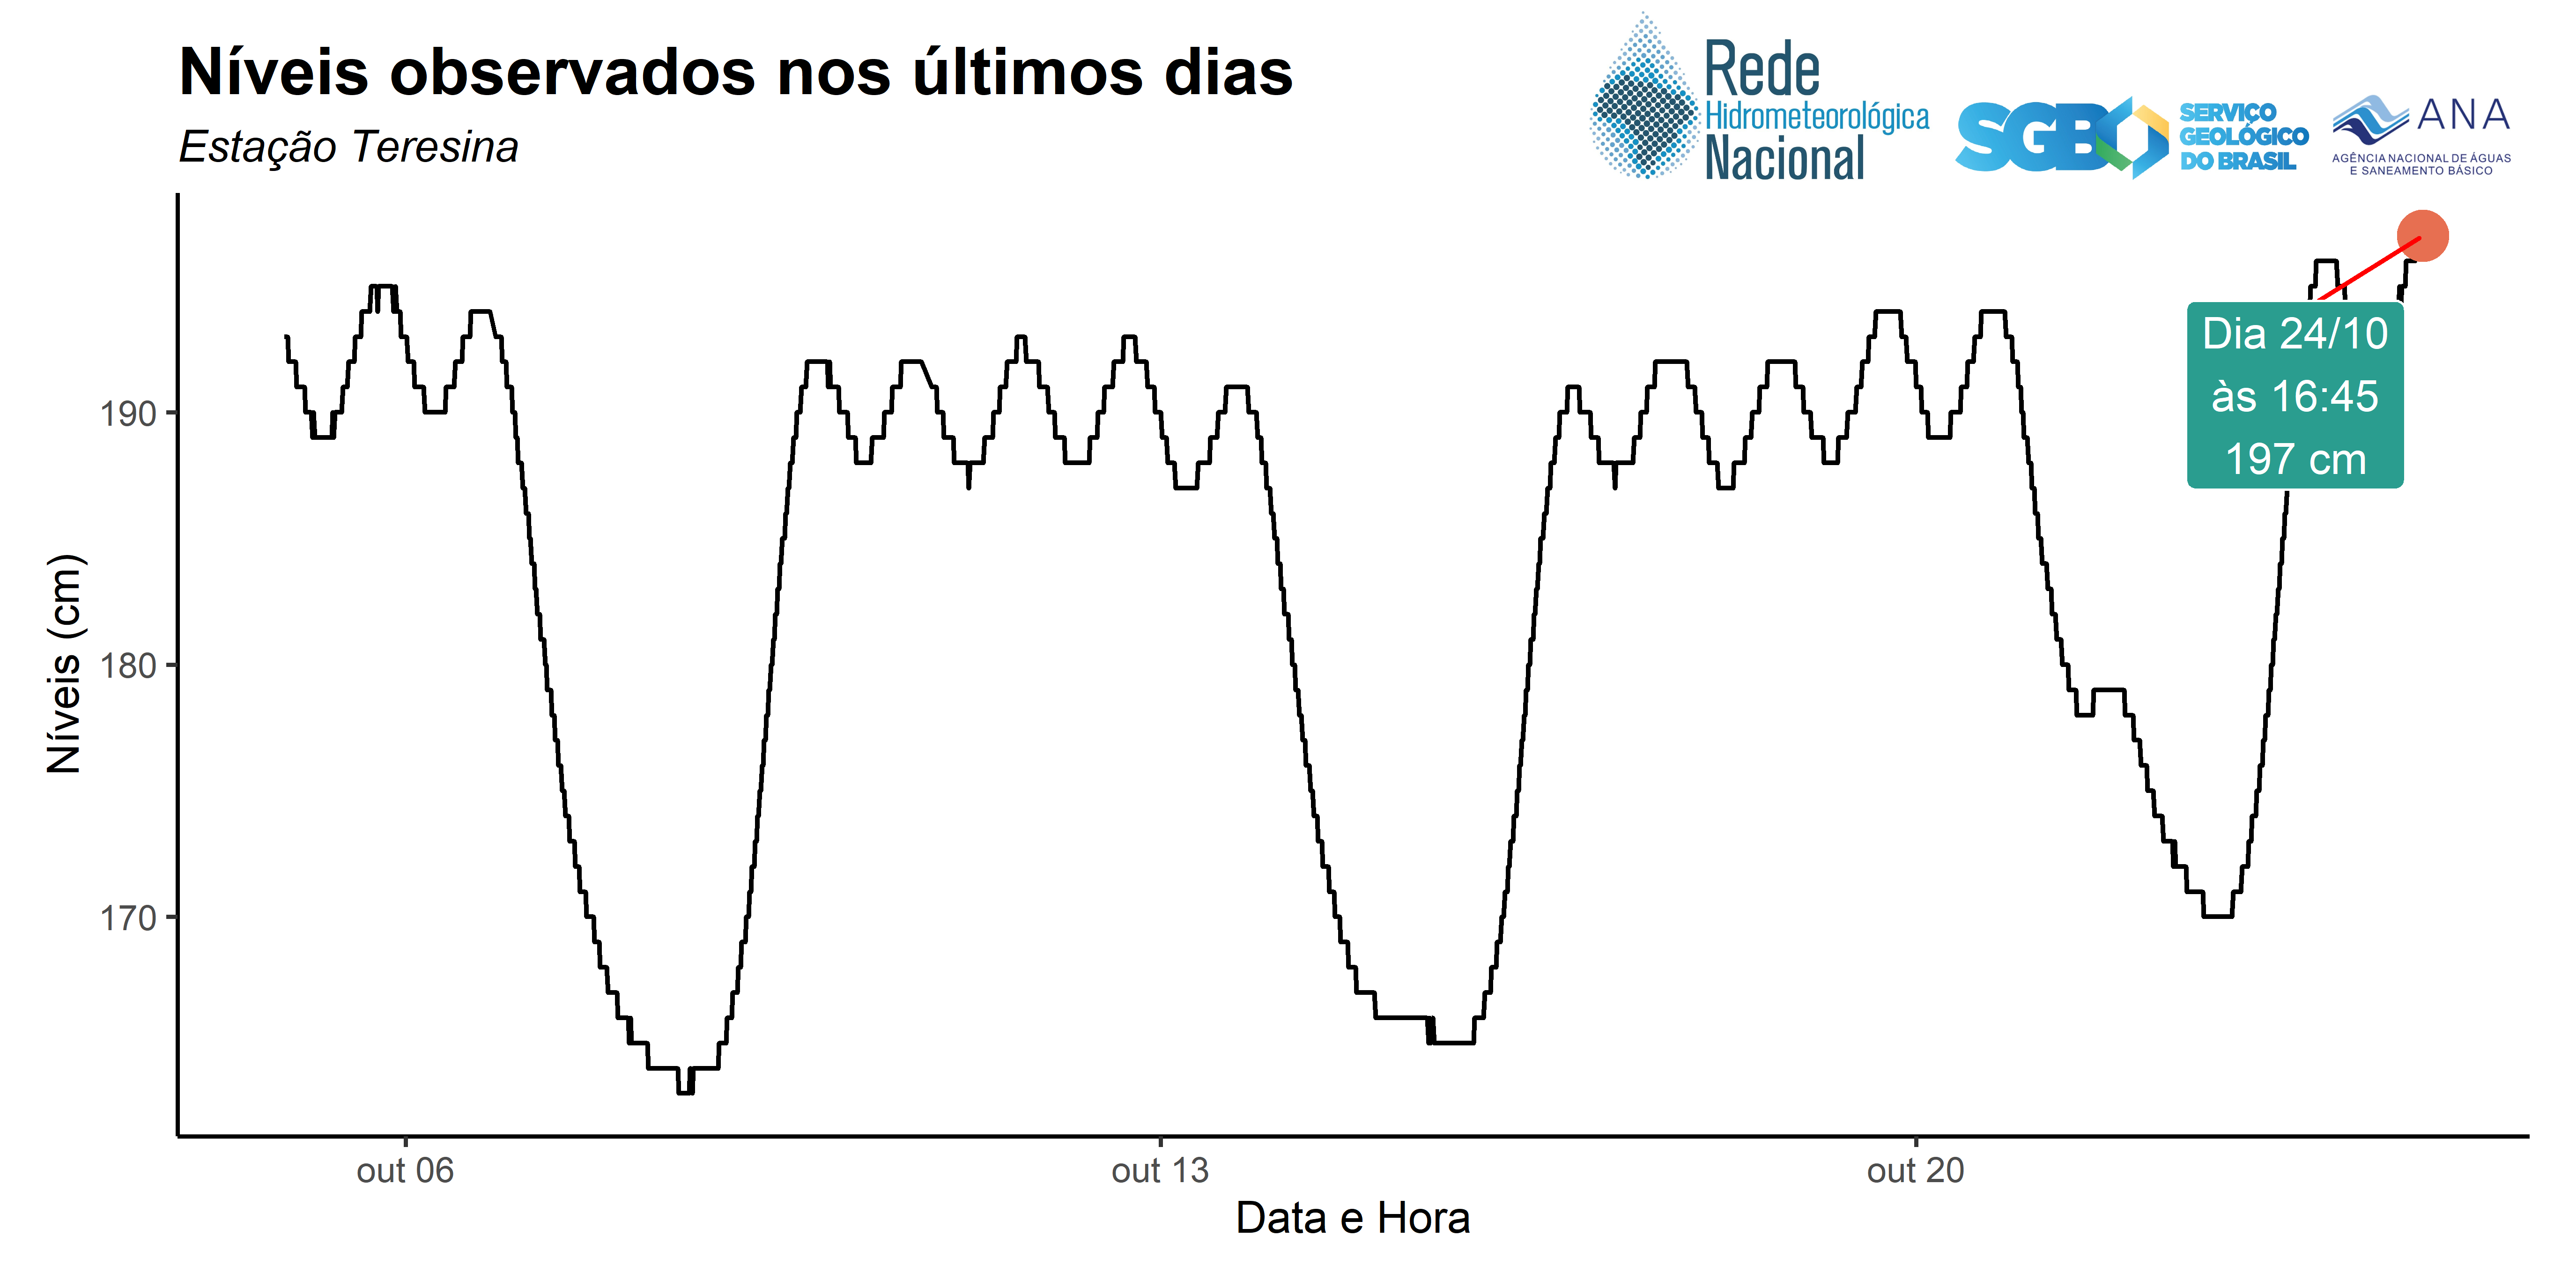 Níveis observados nos últimos dias
Estação Teresina
Rede
Hidrometeorológica
Nacional
SGB
SERVIÇO
GEOLÓGICO
DO BRASIL
ANA
AGÊNCIA NACIONAL DE ÁGUAS
E SANEAMENTO BÁSICO
Níveis (cm)
190
180
170
Dia 24/10
às 16:45
197 cm
out 06
out 13
out 20
Data e Hora